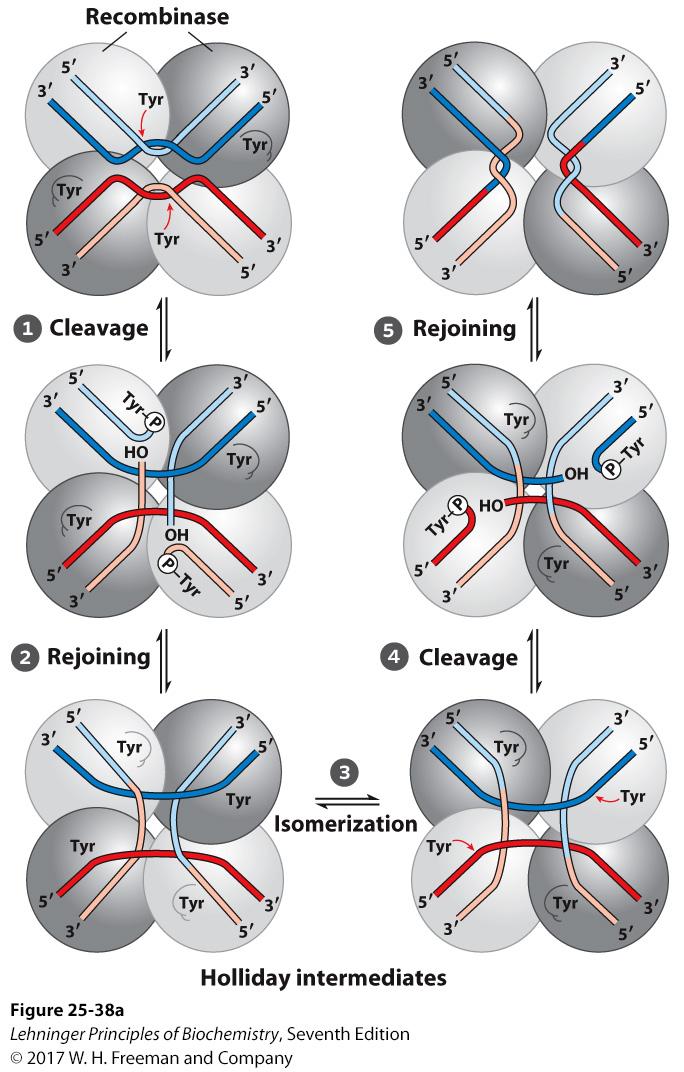 Recombinase
5′
3′
3′
5′
Tyr
Tyr
Tyr
Tyr
5′
3′
3′
5′
1 Cleavage
5′
3′
3′
5′
Tyr–P
HO
Tyr
Tyr
OH
P–Tyr
5′
3′
3′
5′
2 Rejoining
5′
3′
3′
5′
Tyr
Tyr
Tyr
Tyr
5′
3′
3′
5′
3
Isomerization
5′
3′
3′
5′
Tyr
Tyr
Tyr
Tyr
5′
3′
3′
5′
4 Cleavage
5′
3′
3′
5′
Tyr
OH
P–Tyr
Tyr–P
HO
Tyr
5′
3′
3′
5′
5 Rejoining
5′
3′
3′
5′
5′
3′
3′
5′
Holliday intermediates
Figure 25-38a
Lehninger Principles of Biochemistry, Seventh Edition
© 2017 W. H. Freeman and Company